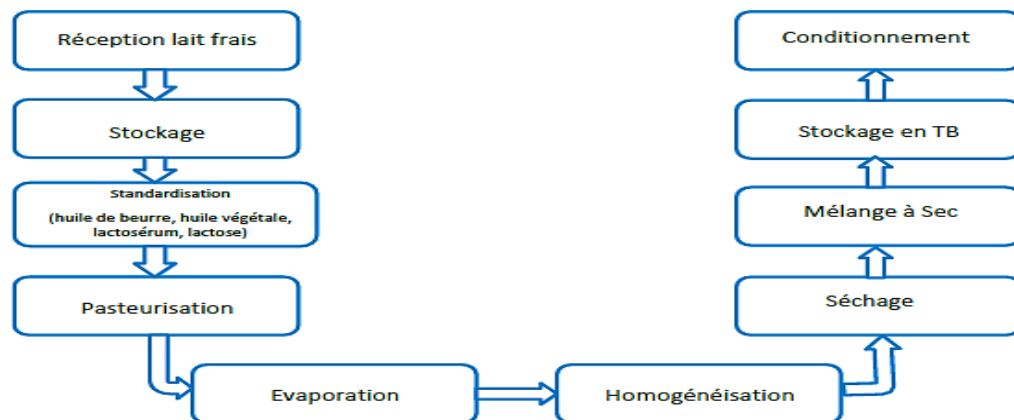 Réception lait frais
Stockage
Standardisation
(huile de beurre, huile végétale,
lactosérum, lactose)
Pasteurisation
Evaporation
Homogénéisation
Séchage
Mélange à Sec
Stockage en TB
Conditionnement